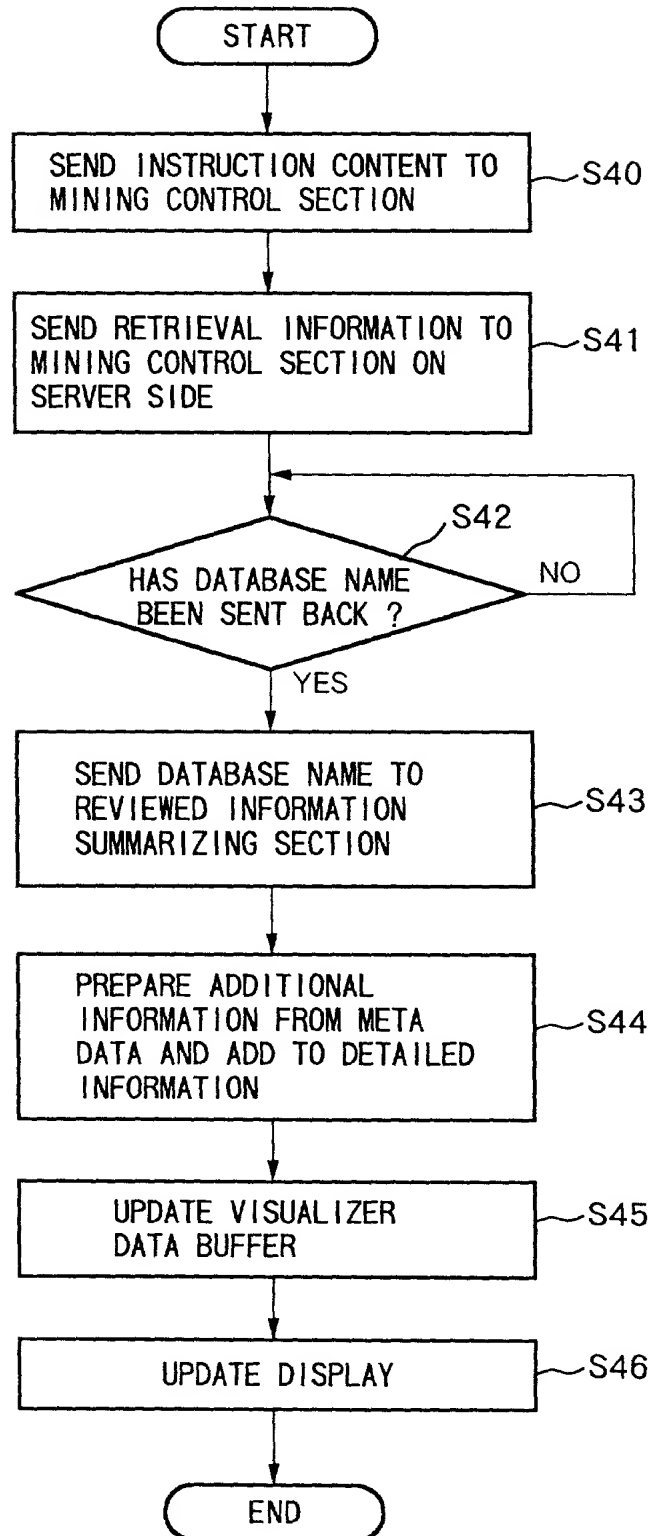 START
SEND INSTRUCTION CONTENT TO
MINING CONTROL SECTION
S40
SEND RETRIEVAL INFORMATION TO
MINING CONTROL SECTION ON
SERVER SIDE
S41
S42
HAS DATABASE NAME
BEEN SENT BACK ?
NO
YES
SEND DATABASE NAME TO
REVIEWED INFORMATION
SUMMARIZING SECTION
S43
PREPARE ADDITIONAL
INFORMATION FROM META
DATA AND ADD TO DETAILED
INFORMATION
S44
UPDATE VISUALIZER
DATA BUFFER
S45
UPDATE DISPLAY
S46
END